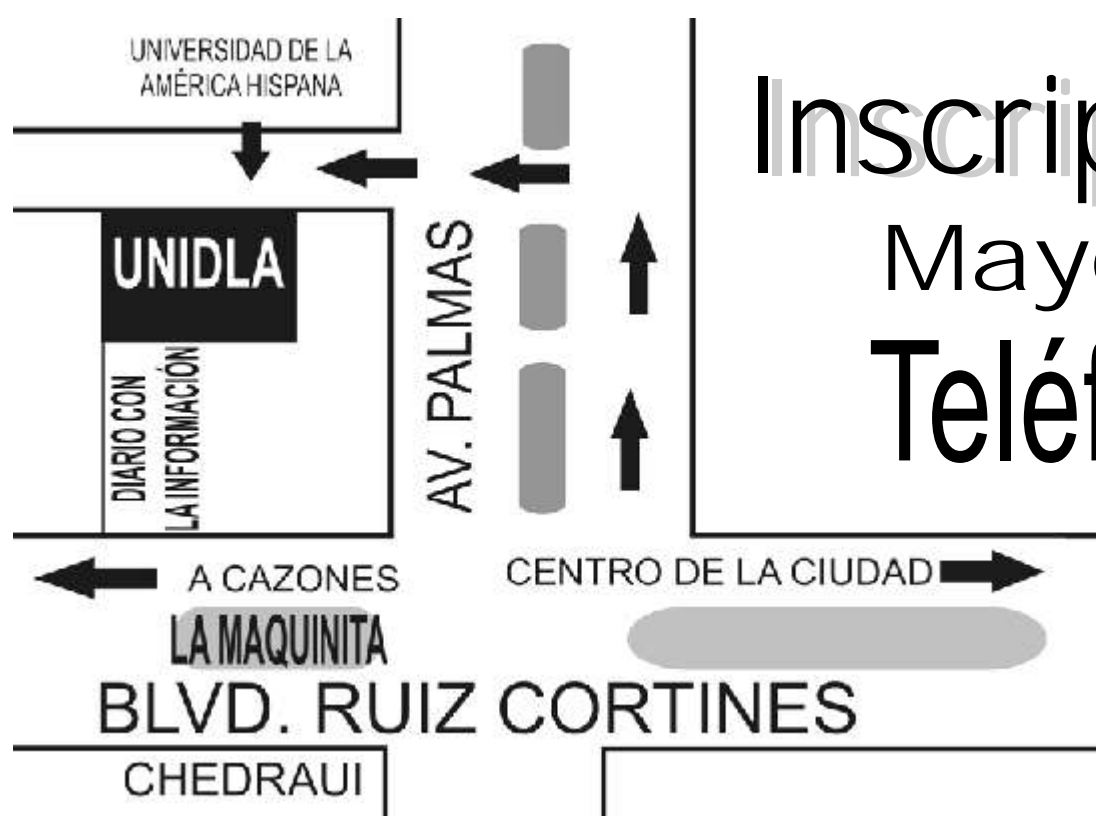 UNIVERSIDAD DE LA
AMÉRICA HISPANA
UNIDLA
DIARIO CON
LA INFORMACIÓN
AV. PALMAS
A CAZONES
CENTRO DE LA CIUDAD
LA MAQUINITA
BLVD. RUIZ CORTINES
CHEDRAUI